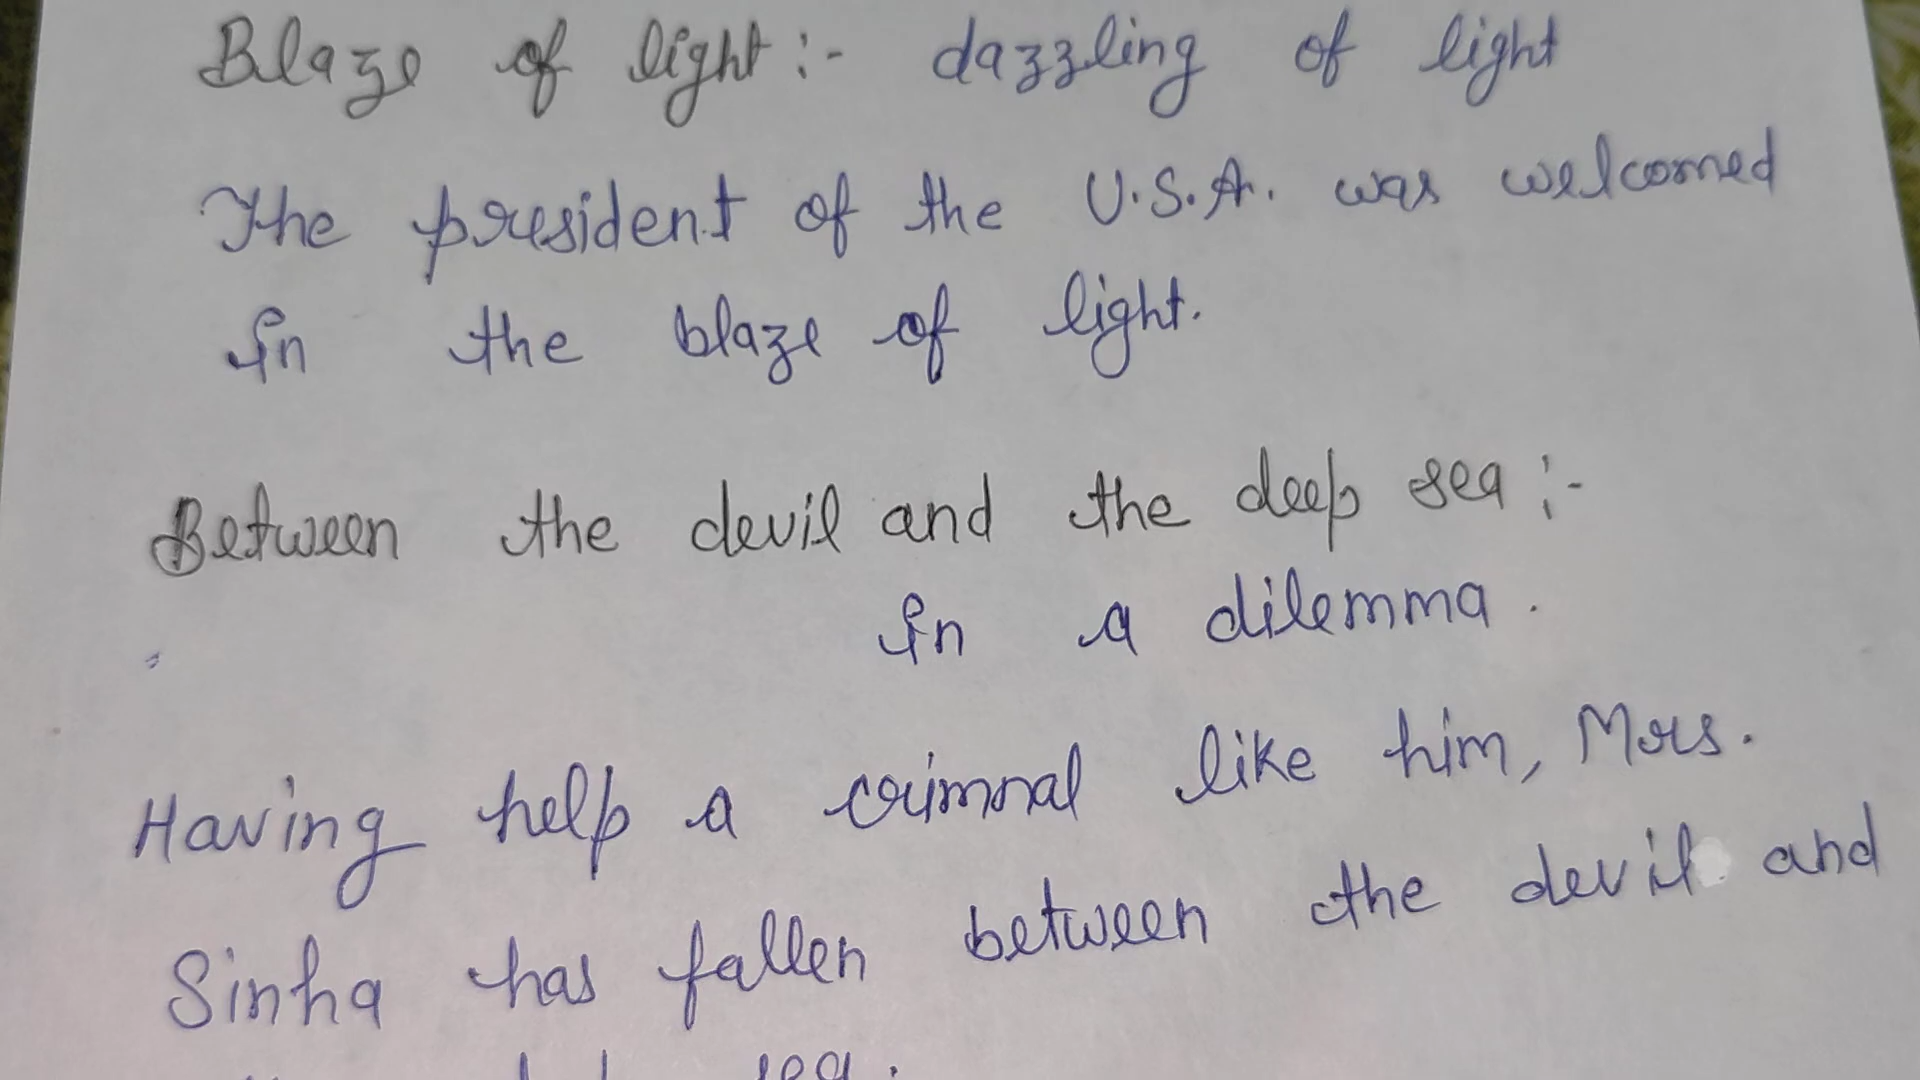 Blaze of light :- dazzling of light
The president of the U.S.A. was welcomed
in the blaze of light.
Between the devil and the deep sea :-
in a dilemma.
Having help a crimnal like him, Mrs.
Sinha has fallen between the devil and
sea.